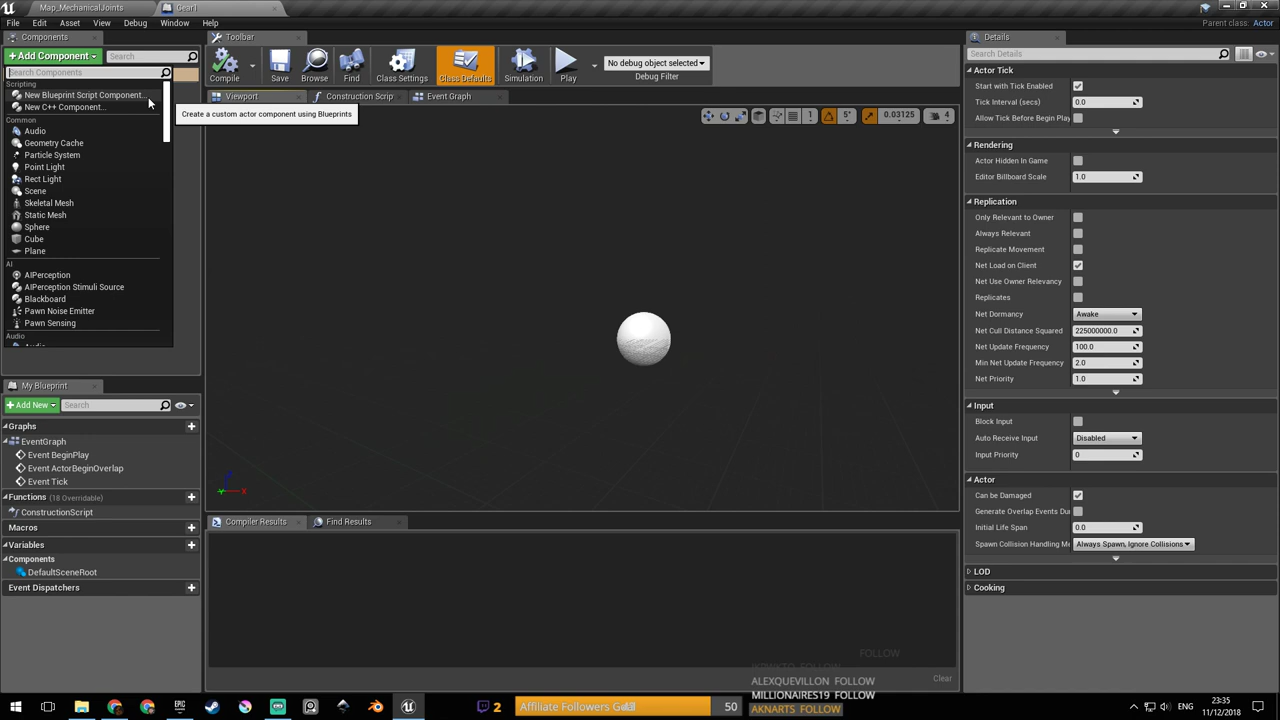 Map_MechanicalJoints
Gear1
File Edit Asset View Debug Window Help
Parent class: Actor
Components
+Add Component
Search
Search Components
Scripting
New Blueprint Script Component...
New C++ Component...
Common
Audio
Geometry Cache
Particle System
Point Light
Rect Light
Scene
Skeletal Mesh
Static Mesh
Sphere
Cube
Plane
AI
AIPerception
AIPerception Stimuli Source
Blackboard
Pawn Noise Emitter
Pawn Sensing
Audio
Create a custom actor component using Blueprints
Toolbar
Compile
Save
Browse
Find
Class Settings
Class Defaults
Simulation
Play
No debug object selected
Debug Filter
Viewport
Construction Scrip
Event Graph
1
5°
0.03125
4
X
My Blueprint
+Add New
Search
Graphs
EventGraph
Event BeginPlay
Event ActorBeginOverlap
Event Tick
Functions (18 Overridable)
ConstructionScript
Macros
Variables
Components
DefaultSceneRoot
Event Dispatchers
Compiler Results
Find Results
Clear
Details
Search Details
Actor Tick
Start with Tick Enabled
Tick Interval (secs) 0.0
Allow Tick Before Begin Play
Rendering
Actor Hidden In Game
Editor Billboard Scale 1.0
Replication
Only Relevant to Owner
Always Relevant
Replicate Movement
Net Load on Client
Net Use Owner Relevancy
Replicates
Net Dormancy Awake
Net Cull Distance Squared 225000000.0
Net Update Frequency 100.0
Min Net Update Frequency 2.0
Net Priority 1.0
Input
Block Input
Auto Receive Input Disabled
Input Priority 0
Actor
Can be Damaged
Generate Overlap Events Du
Initial Life Span 0.0
Spawn Collision Handling Me Always Spawn, Ignore Collisions
LOD
Cooking
FOLLOW
FOLLOW
ALEXQUEVILLON FOLLOW
MILLIONAIRES19 FOLLOW
AKNARTS FOLLOW
2
Affiliate Followers
50
ENG
23:35
11/12/2018